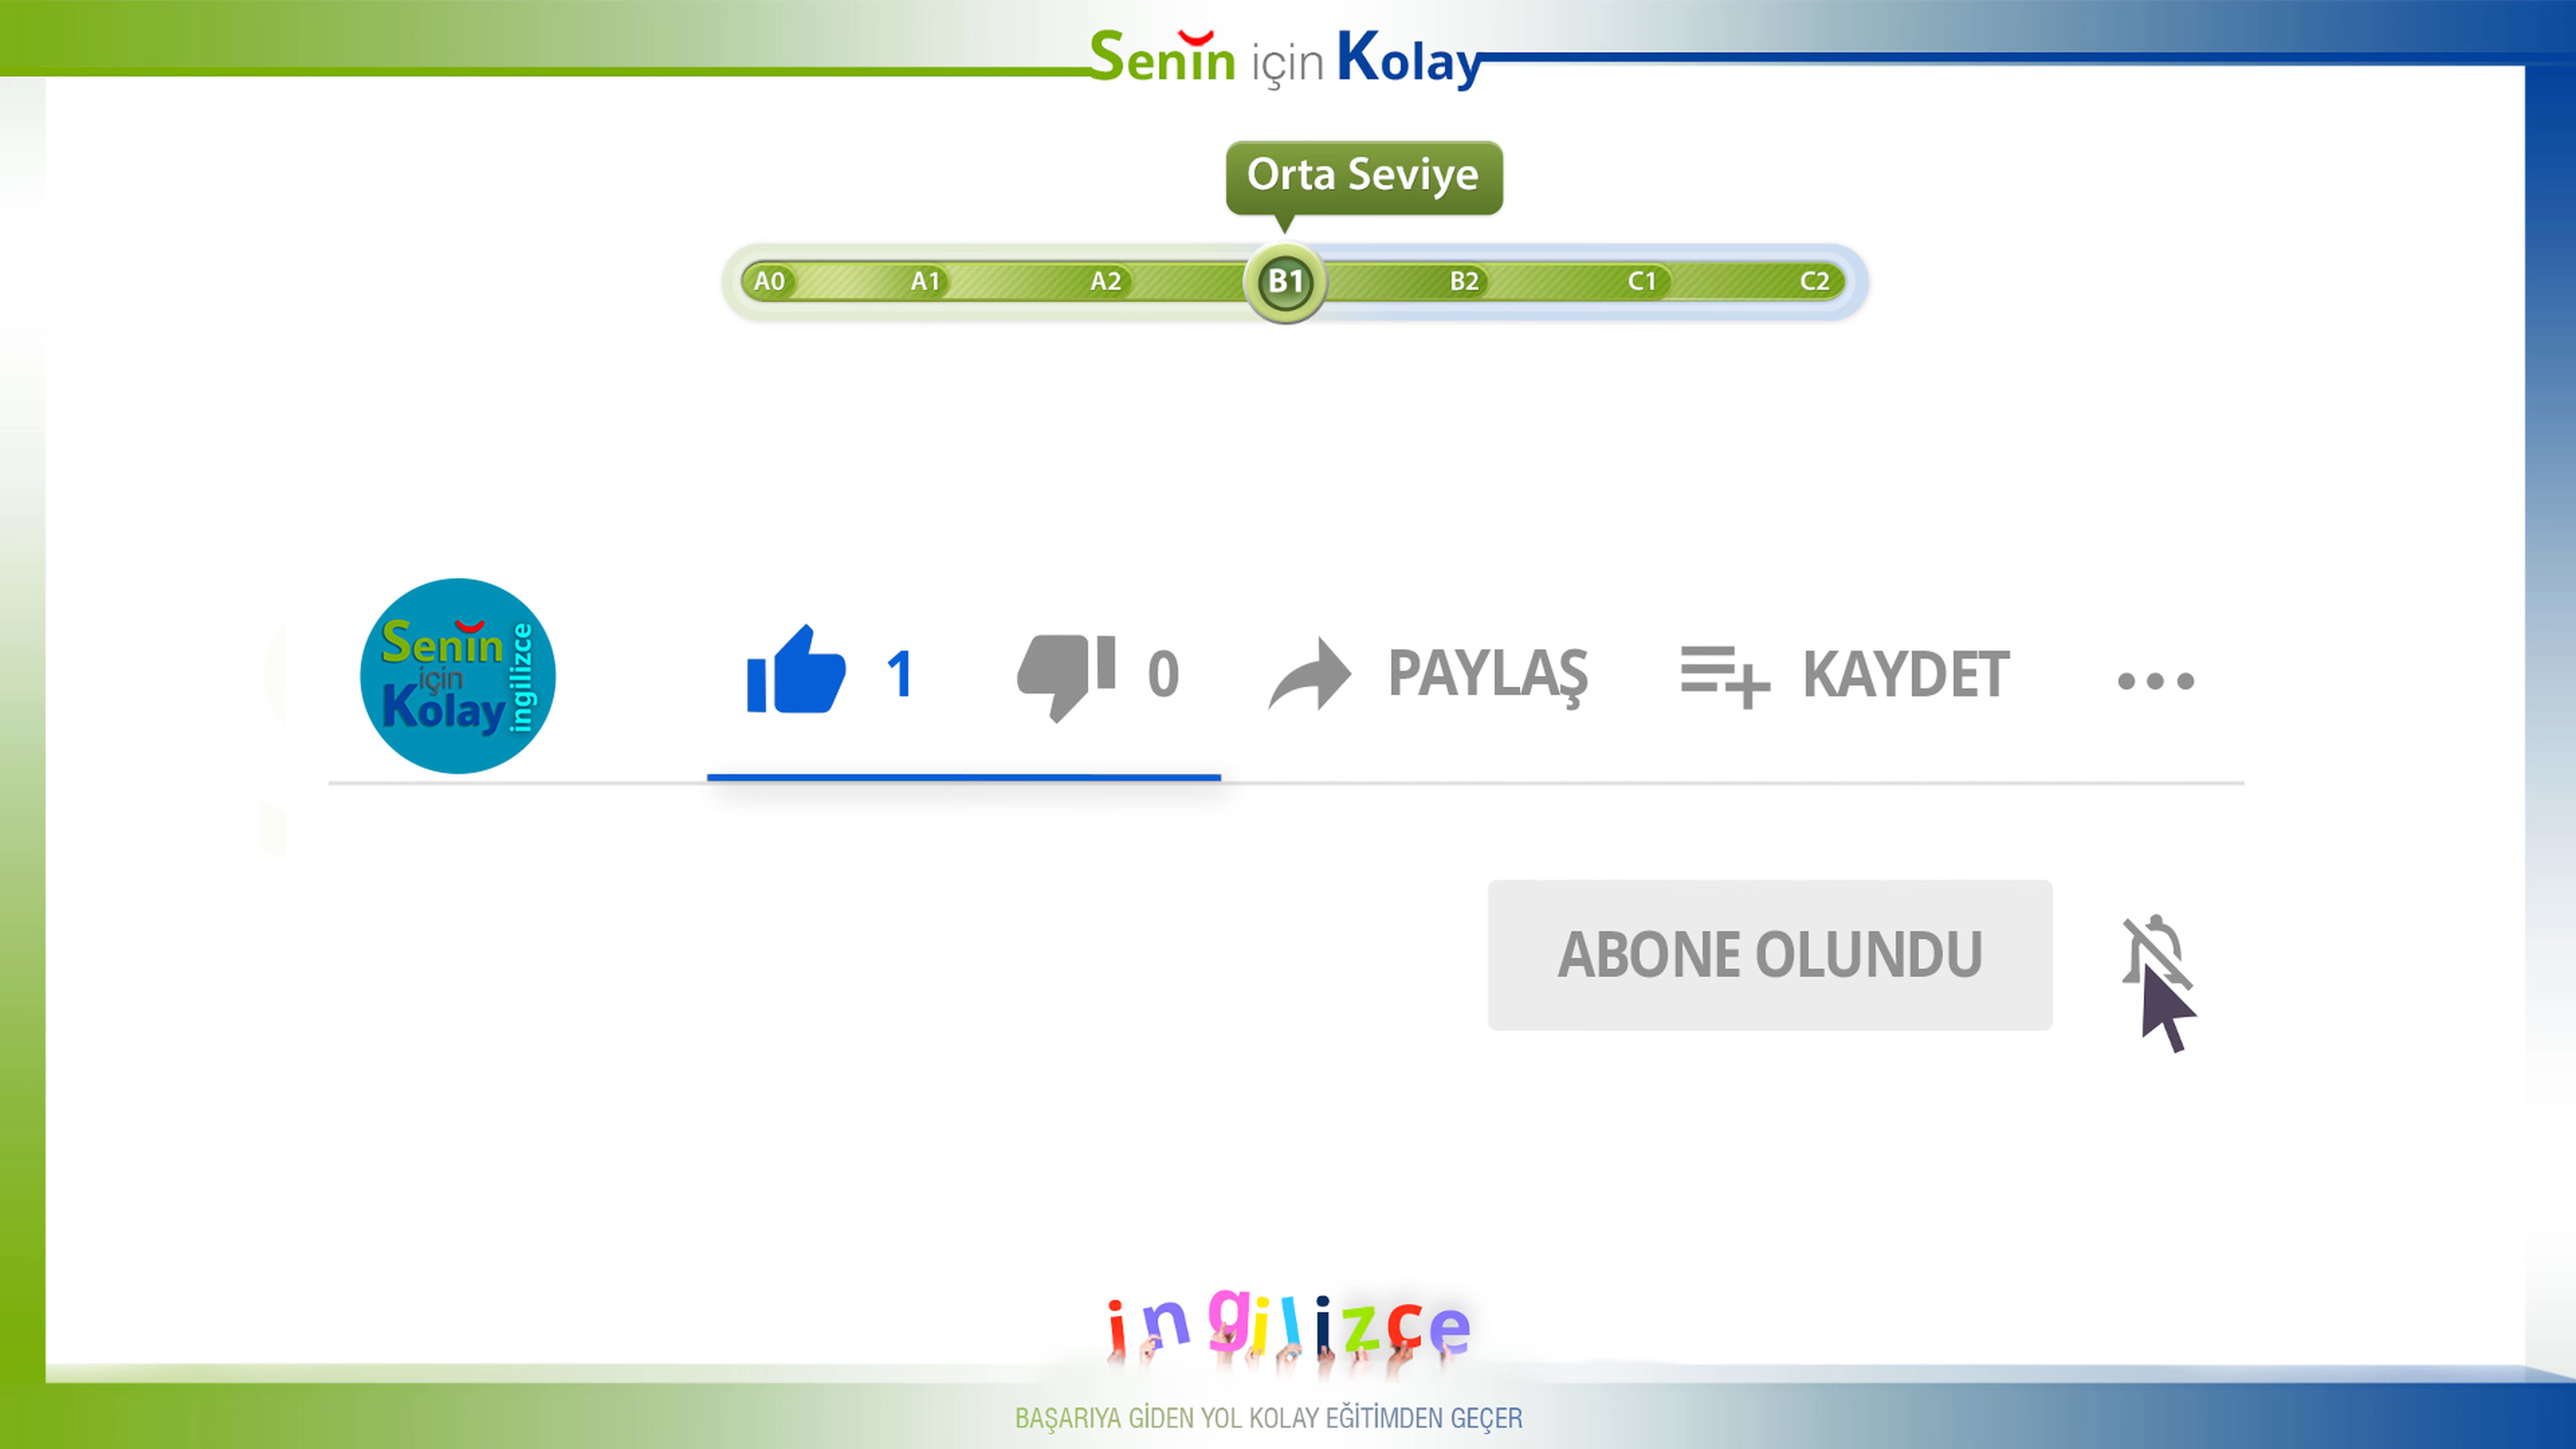 Senin için Kolay
Orta Seviye
A0 A1 A2 B1 B2 C1 C2
Senin
için
Kolay
ingilizce
1 0 PAYLAŞ KAYDET
ABONE OLUNDU
ingilizce
BAŞARIYA GİDEN YOL KOLAY EĞİTİMDEN GEÇER